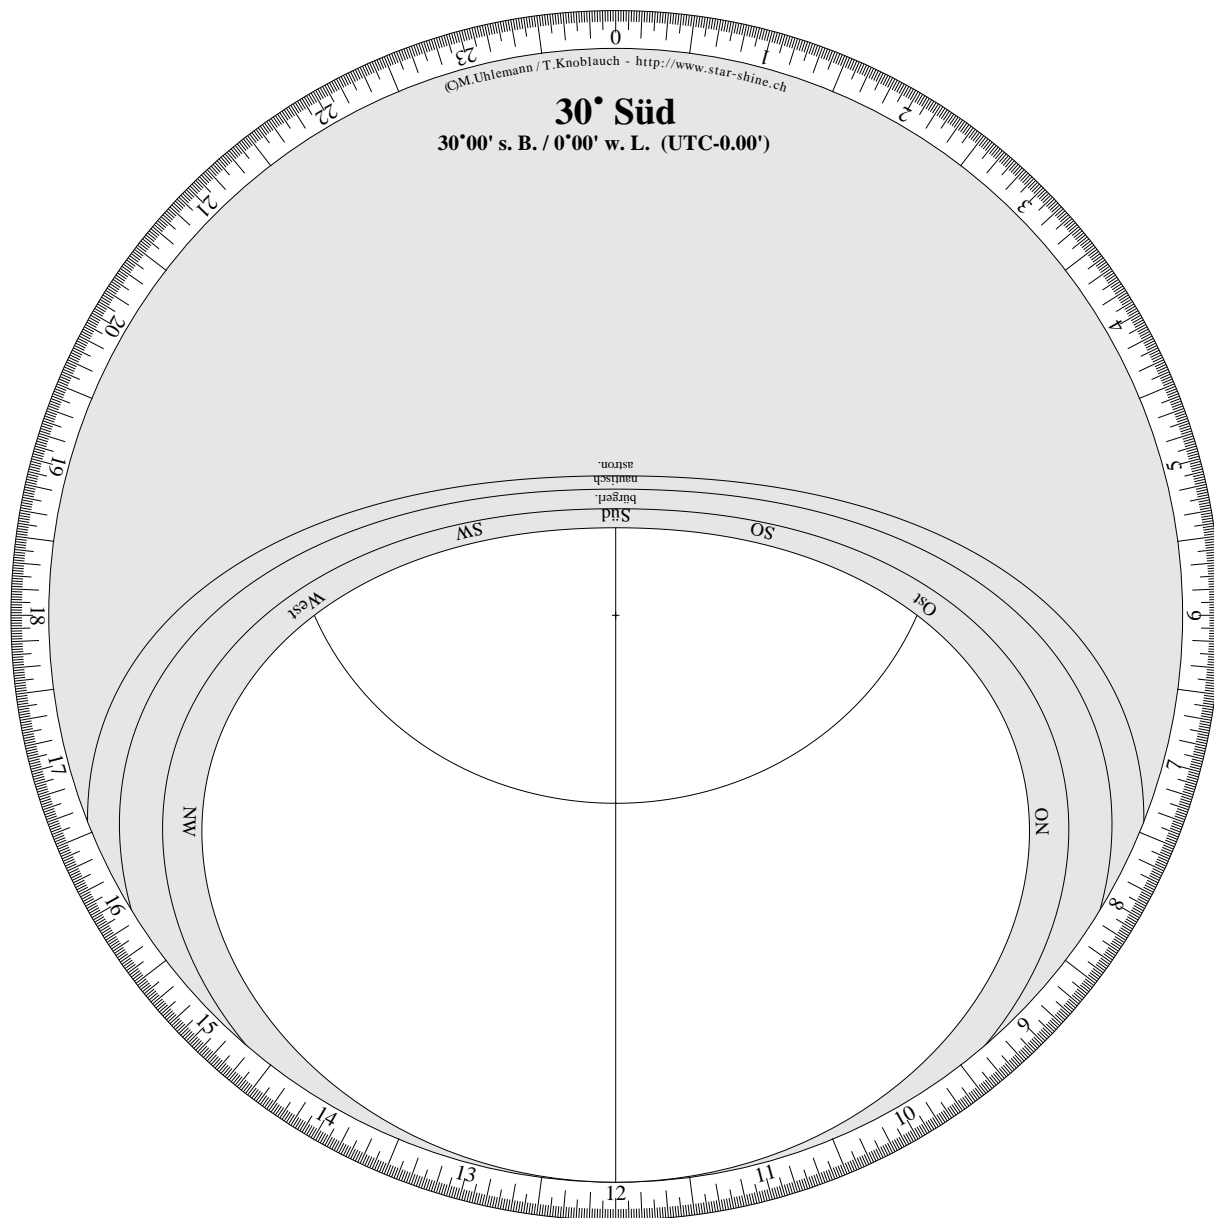 0
1
2
3
4
5
6
7
8
9
10
11
12
13
14
15
16
17
18
19
20
21
22
23
(C)M.Uhlemann / T.Knoblauch - http://www.star-shine.ch
30° Süd
30°00' s. B. / 0°00' w. L. (UTC-0.00')
astron.
nautisch
bürgerl.
Süd
SW
SO
West
Ost
NW
NO